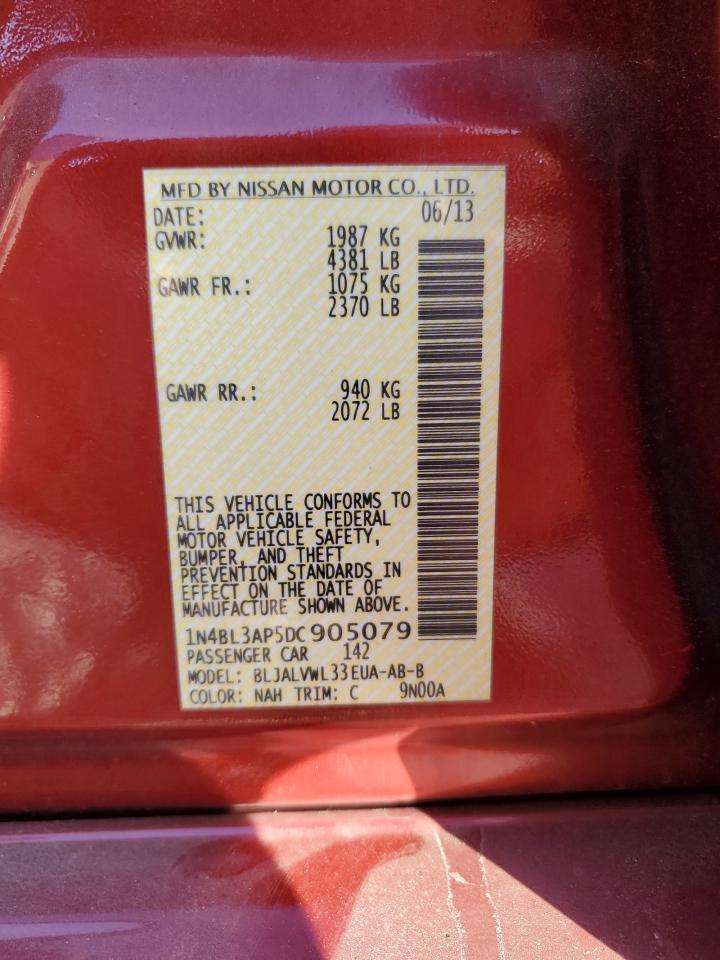 MFD BY NISSAN MOTOR CO., LTD.
DATE: 06/13
GVWR: 1987 KG
4381 LB
GAWR FR.: 1075 KG
2370 LB
GAWR RR.: 940 KG
2072 LB
THIS VEHICLE CONFORMS TO
ALL APPLICABLE FEDERAL
MOTOR VEHICLE SAFETY,
BUMPER, AND THEFT
PREVENTION STANDARDS IN
EFFECT ON THE DATE OF
MANUFACTURE SHOWN ABOVE.
1N4BL3AP5DC905079
PASSENGER CAR 142
MODEL: BLJALVWL33EUA-AB-B
COLOR: NAH TRIM: C 9N00A